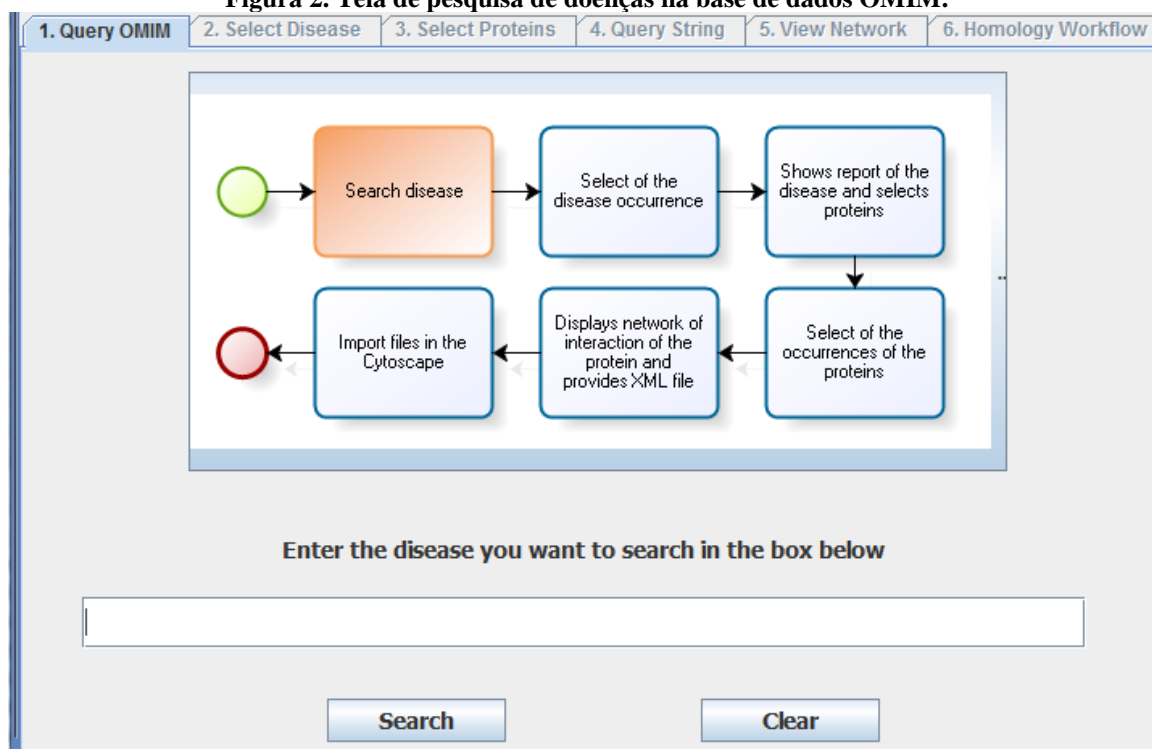 Figura 2. Tela de pesquisa de doenças na base de dados OMIM.
1. Query OMIM 2. Select Disease 3. Select Proteins 4. Query String 5. View Network 6. Homology Workflow
Search disease
Select of the
disease occurrence
Shows report of the
disease and selects
proteins
Import files in the
Cytoscape
Displays network of
interaction of the
protein and
provides XML file
Select of the
occurrences of the
proteins
Enter the disease you want to search in the box below
Search
Clear